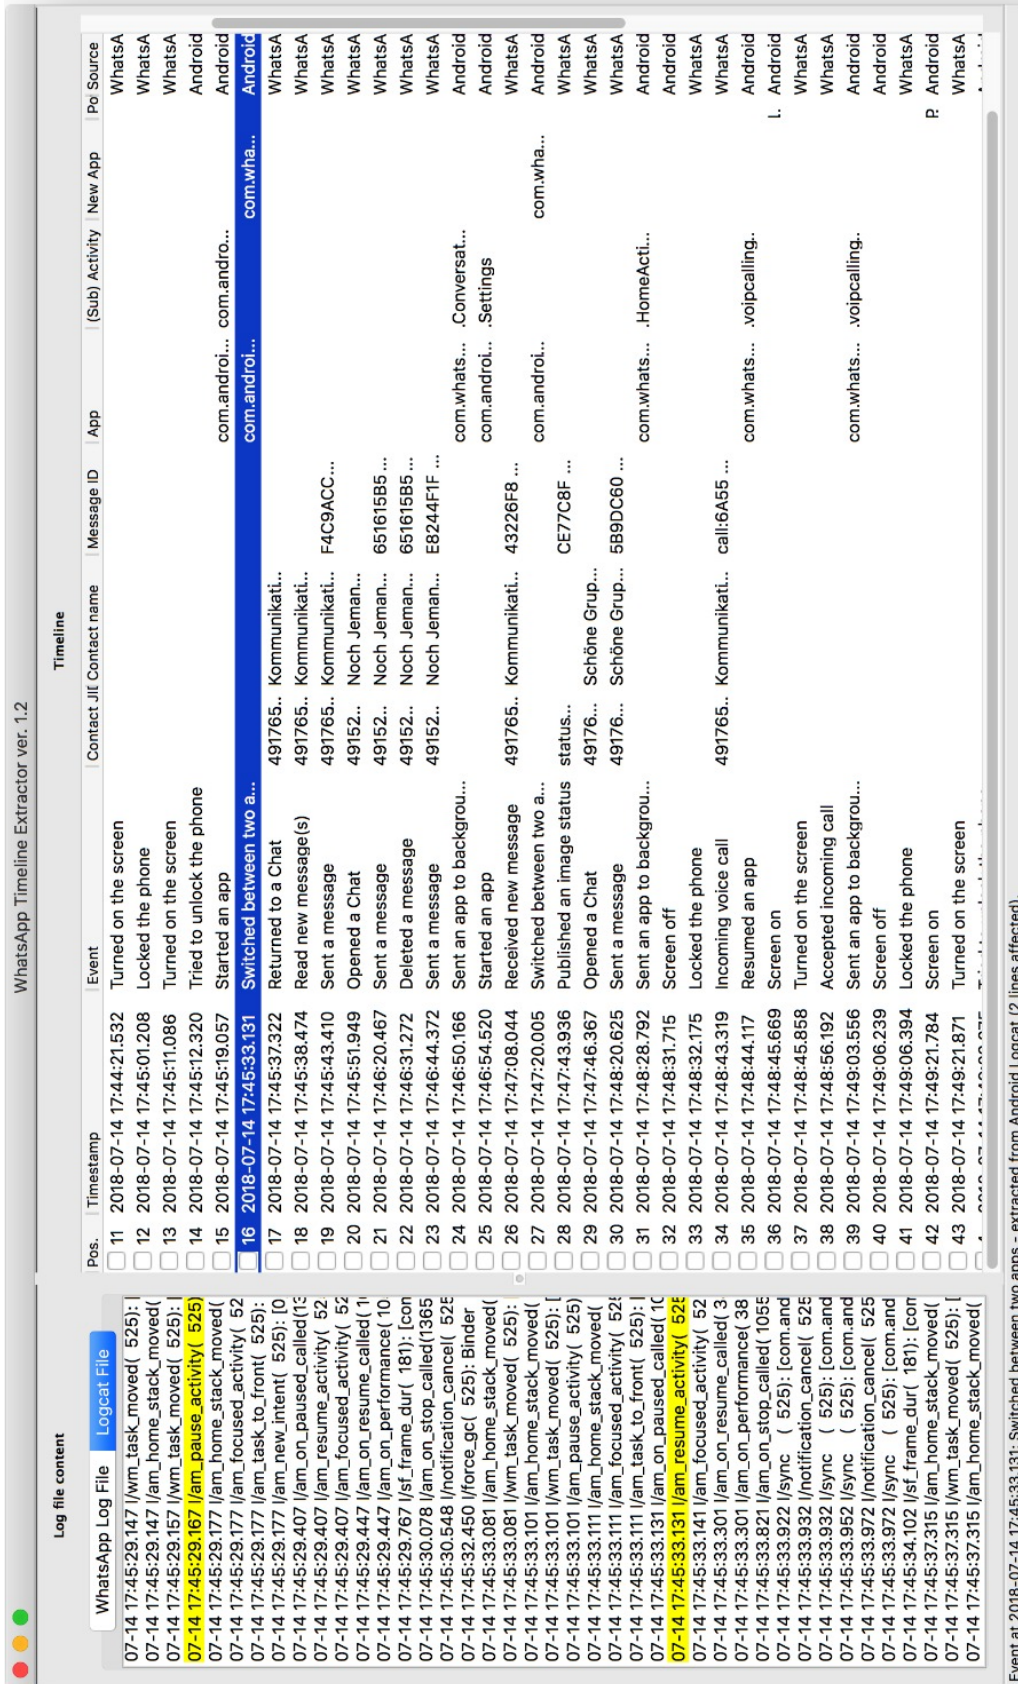 WhatsApp Timeline Extractor ver. 1.2
Log file content
WhatsApp Log File Logcat File
07-14 17:45:29.147 I/wm_task_moved( 525):
07-14 17:45:29.147 I/am_home_stack_moved(
07-14 17:45:29.157 I/wm_task_moved( 525):
07-14 17:45:29.167 I/am_pause_activity( 525)
07-14 17:45:29.177 I/am_home_stack_moved(
07-14 17:45:29.177 I/am_focused_activity( 52
07-14 17:45:29.177 I/am_task_to_front( 525):
07-14 17:45:29.177 I/am_new_intent( 525): [0
07-14 17:45:29.407 I/am_on_paused_called(13
07-14 17:45:29.407 I/am_resume_activity( 52
07-14 17:45:29.407 I/am_focused_activity( 52
07-14 17:45:29.447 I/am_on_resume_called(1
07-14 17:45:29.447 I/am_on_performance( 10
07-14 17:45:29.767 I/sf_frame_dur( 181): [con
07-14 17:45:30.078 I/am_on_stop_called(1365
07-14 17:45:30.548 I/notification_cancel( 525
07-14 17:45:32.450 I/force_gc( 525): Binder
07-14 17:45:33.081 I/am_home_stack_moved(
07-14 17:45:33.081 I/wm_task_moved( 525):
07-14 17:45:33.101 I/am_home_stack_moved(
07-14 17:45:33.101 I/wm_task_moved( 525): [
07-14 17:45:33.101 I/am_pause_activity( 525)
07-14 17:45:33.111 I/am_home_stack_moved(
07-14 17:45:33.111 I/am_focused_activity( 525
07-14 17:45:33.111 I/am_task_to_front( 525):
07-14 17:45:33.131 I/am_on_paused_called( 10
07-14 17:45:33.131 I/am_resume_activity( 525
07-14 17:45:33.141 I/am_focused_activity( 52
07-14 17:45:33.301 I/am_on_resume_called( 3
07-14 17:45:33.301 I/am_on_performance( 38
07-14 17:45:33.821 I/am_on_stop_called( 1055
07-14 17:45:33.922 I/sync ( 525): [com.and
07-14 17:45:33.932 I/notification_cancel( 525
07-14 17:45:33.932 I/sync ( 525): [com.and
07-14 17:45:33.952 I/sync ( 525): [com.and
07-14 17:45:33.972 I/notification_cancel( 525
07-14 17:45:33.972 I/sync ( 525): [com.and
07-14 17:45:34.102 I/sf_frame_dur( 181): [con
07-14 17:45:37.315 I/am_home_stack_moved(
07-14 17:45:37.315 I/wm_task_moved( 525): [
07-14 17:45:37.315 I/am_home_stack_moved(
Timeline
Pos. Timestamp Event Contact JI Contact name Message ID App (Sub) Activity New App Po Source
11 2018-07-14 17:44:21.532 Turned on the screen WhatsA
12 2018-07-14 17:45:01.208 Locked the phone WhatsA
13 2018-07-14 17:45:11.086 Turned on the screen WhatsA
14 2018-07-14 17:45:12.320 Tried to unlock the phone Android
15 2018-07-14 17:45:19.057 Started an app com.androi... com.andro... Android
16 2018-07-14 17:45:33.131 Switched between two a... com.androi... com.wha... Android
17 2018-07-14 17:45:37.322 Returned to a Chat 491765.. Kommunikati... WhatsA
18 2018-07-14 17:45:38.474 Read new message(s) 491765.. Kommunikati... WhatsA
19 2018-07-14 17:45:43.410 Sent a message 491765.. Kommunikati... F4C9ACC... WhatsA
20 2018-07-14 17:45:51.949 Opened a Chat 49152.. Noch Jeman... WhatsA
21 2018-07-14 17:46:20.467 Sent a message 49152.. Noch Jeman... 651615B5 ... WhatsA
22 2018-07-14 17:46:31.272 Deleted a message 49152.. Noch Jeman... 651615B5 ... WhatsA
23 2018-07-14 17:46:44.372 Sent a message 49152.. Noch Jeman... E8244F1F ... WhatsA
24 2018-07-14 17:46:50.166 Sent an app to backgrou... com.whats... .Conversat... Android
25 2018-07-14 17:46:54.520 Started an app com.androi... .Settings Android
26 2018-07-14 17:47:08.044 Received new message 491765.. Kommunikati... 43226F8 ... WhatsA
27 2018-07-14 17:47:20.005 Switched between two a... com.androi... com.wha... Android
28 2018-07-14 17:47:43.936 Published an image status status... CE77C8F ... WhatsA
29 2018-07-14 17:47:46.367 Opened a Chat 49176... Schöne Grup... WhatsA
30 2018-07-14 17:48:20.625 Sent a message 49176... Schöne Grup... 5B9DC60 ... WhatsA
31 2018-07-14 17:48:28.792 Sent an app to backgrou... com.whats... .HomeActi... Android
32 2018-07-14 17:48:31.715 Screen off Android
33 2018-07-14 17:48:32.175 Locked the phone WhatsA
34 2018-07-14 17:48:43.319 Incoming voice call 491765.. Kommunikati... call:6A55 ... WhatsA
35 2018-07-14 17:48:44.117 Resumed an app com.whats... .voipcalling.. Android
36 2018-07-14 17:48:45.669 Screen on Android
37 2018-07-14 17:48:45.858 Turned on the screen WhatsA
38 2018-07-14 17:48:56.192 Accepted incoming call WhatsA
39 2018-07-14 17:49:03.556 Sent an app to backgrou... com.whats... .voipcalling.. Android
40 2018-07-14 17:49:06.239 Screen off Android
41 2018-07-14 17:49:06.394 Locked the phone WhatsA
42 2018-07-14 17:49:21.784 Screen on P. Android
43 2018-07-14 17:49:21.871 Turned on the screen WhatsA
Event at 2018-07-14 17:45:33.131: Switched between two apps - extracted from Android Logcat (2 lines affected).